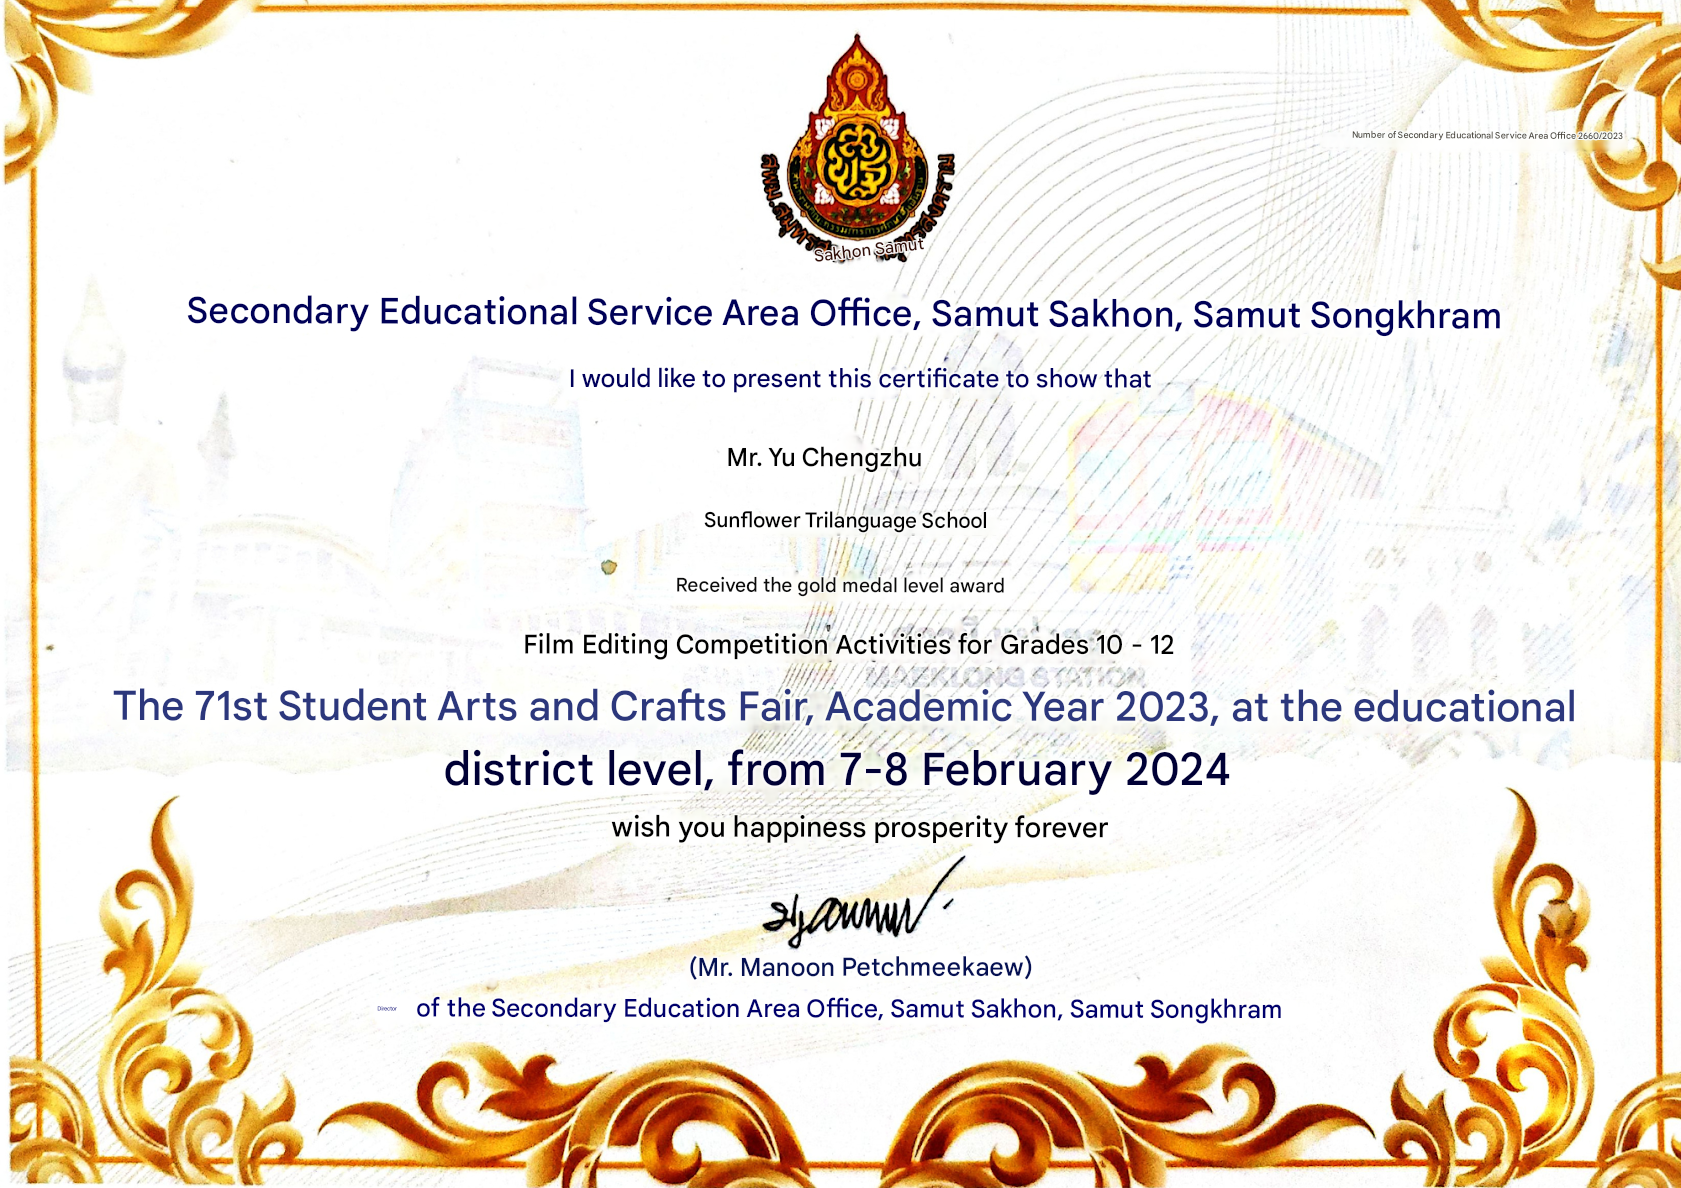 Number of Secondary Educational Service Area Office 2660/2023
Sakhon Samut
Secondary Educational Service Area Office, Samut Sakhon, Samut Songkhram
I would like to present this certificate to show that
Mr. Yu Chengzhu
Sunflower Trilanguage School
Received the gold medal level award
Film Editing Competition Activities for Grades 10 - 12
MAEKLONG STATION
The 71st Student Arts and Crafts Fair, Academic Year 2023, at the educational
district level, from 7-8 February 2024
wish you happiness prosperity forever
(Mr. Manoon Petchmeekaew)
Director of the Secondary Education Area Office, Samut Sakhon, Samut Songkhram